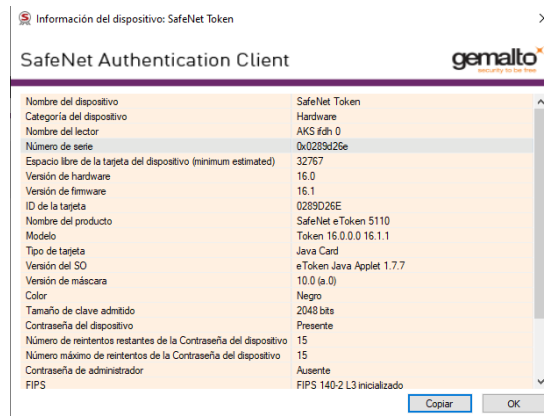 Información del dispositivo: SafeNet Token
SafeNet Authentication Client
gemalto
security to be free
Nombre del dispositivo SafeNet Token
Categoría del dispositivo Hardware
Nombre del lector AKS ifdh 0
Número de serie 0x0289d26e
Espacio libre de la tarjeta del dispositivo (minimum estimated) 32767
Versión de hardware 16.0
Versión de firmware 16.1
ID de la tarjeta 0289D26E
Nombre del producto SafeNet eToken 5110
Modelo Token 16.0.0.0 16.1.1
Tipo de tarjeta Java Card
Versión del SO eToken Java Applet 1.7.7
Versión de máscara 10.0 (a.0)
Color Negro
Tamaño de clave admitido 2048 bits
Contraseña del dispositivo Presente
Número de reintentos restantes de la Contraseña del dispositivo 15
Número máximo de reintentos de la Contraseña del dispositivo 15
Contraseña de administrador Ausente
FIPS FIPS 140-2 L3 inicializado
Copiar OK